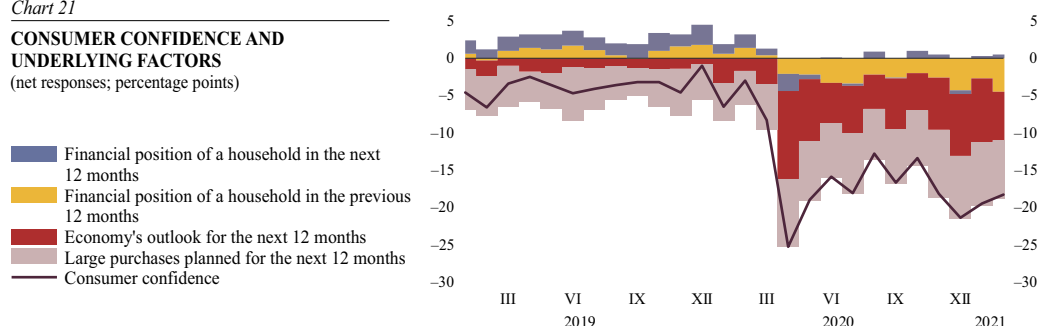 Chart 21
CONSUMER CONFIDENCE AND
UNDERLYING FACTORS
(net responses; percentage points)
Financial position of a household in the next
12 months
Financial position of a household in the previous
12 months
Economy's outlook for the next 12 months
Large purchases planned for the next 12 months
Consumer confidence
5 5
0 0
–5 –5
–10 –10
–15 –15
–20 –20
–25 –25
–30 –30
III VI IX XII III VI IX XII
2019 2020 2021